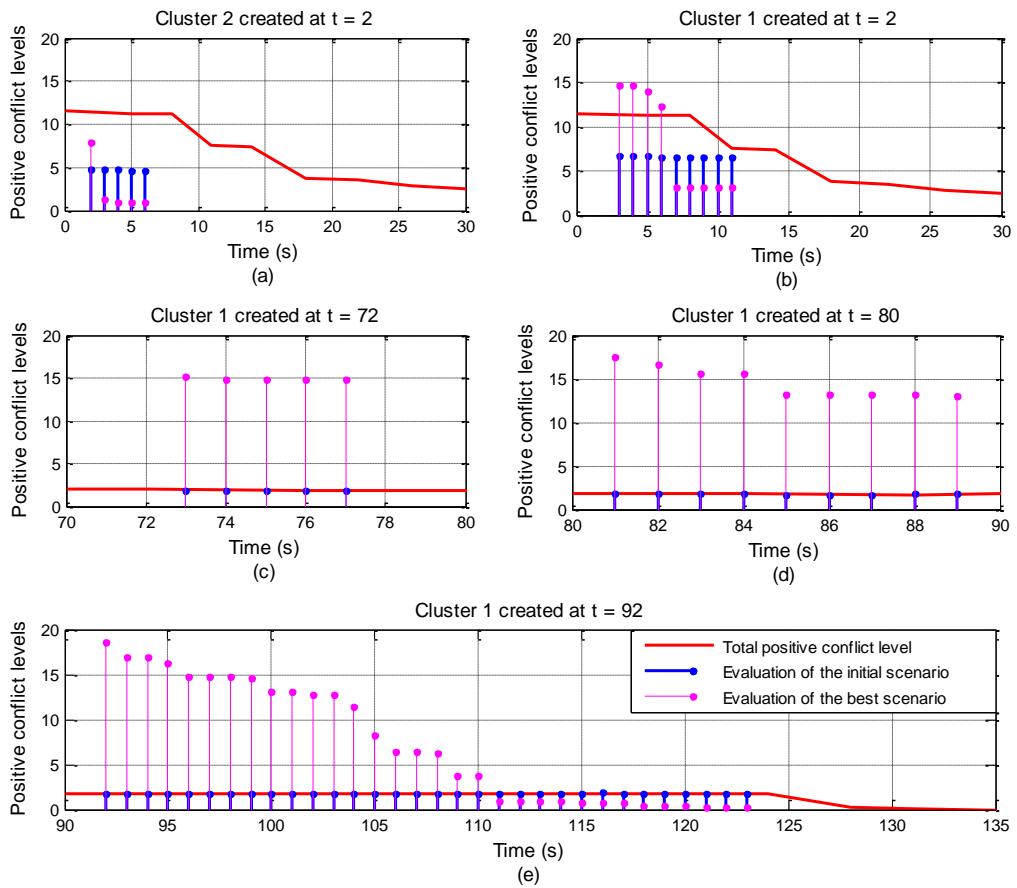 Cluster 2 created at t = 2
Positive conflict levels
20
15
10
5
0
0 5 10 15 20 25 30
Time (s)
(a)
Cluster 1 created at t = 2
Positive conflict levels
20
15
10
5
0
0 5 10 15 20 25 30
Time (s)
(b)
Cluster 1 created at t = 72
Positive conflict levels
20
15
10
5
0
70 72 74 76 78 80
Time (s)
(c)
Cluster 1 created at t = 80
Positive conflict levels
20
15
10
5
0
80 82 84 86 88 90
Time (s)
(d)
Cluster 1 created at t = 92
Positive conflict levels
20
15
10
5
0
90 95 100 105 110 115 120 125 130 135
Time (s)
(e)
Total positive conflict level
Evaluation of the initial scenario
Evaluation of the best scenario